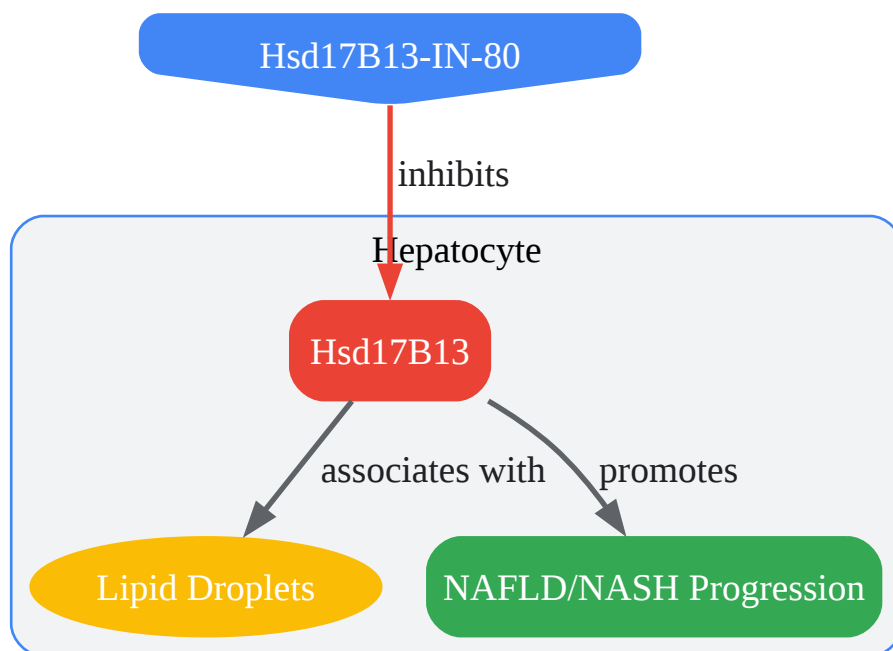 Hsd17B13-IN-80
inhibits
Hepatocyte
Hsd17B13
associates with
promotes
Lipid Droplets
NAFLD/NASH Progression